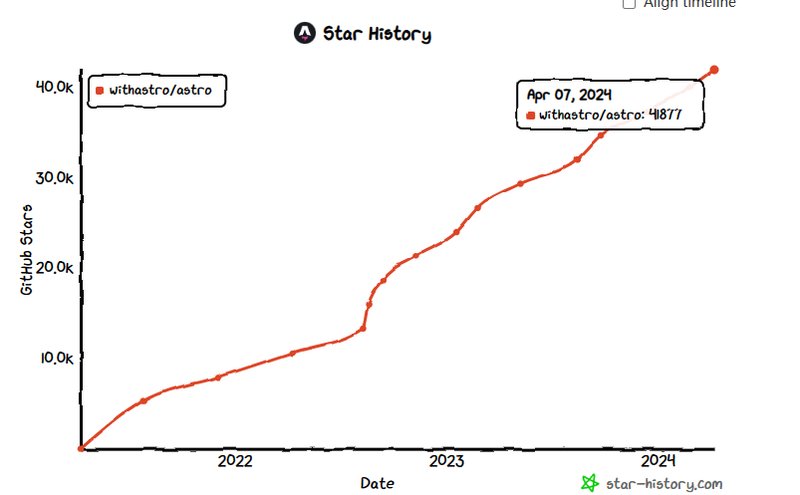 Align timeline
Star History
40.0k
withastro/astro
Apr 07, 2024
withastro/astro: 41877
30.0k
GitHub Stars
20.0k
10.0k
2022
2023
2024
Date
star-history.com